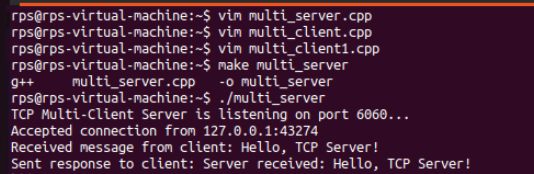 rps@rps-virtual-machine:~$ vim multi_server.cpp
rps@rps-virtual-machine:~$ vim multi_client.cpp
rps@rps-virtual-machine:~$ vim multi_client1.cpp
rps@rps-virtual-machine:~$ make multi_server
g++     multi_server.cpp   -o multi_server
rps@rps-virtual-machine:~$ ./multi_server
TCP Multi-Client Server is listening on port 6060...
Accepted connection from 127.0.0.1:43274
Received message from client: Hello, TCP Server!
Sent response to client: Server received: Hello, TCP Server!